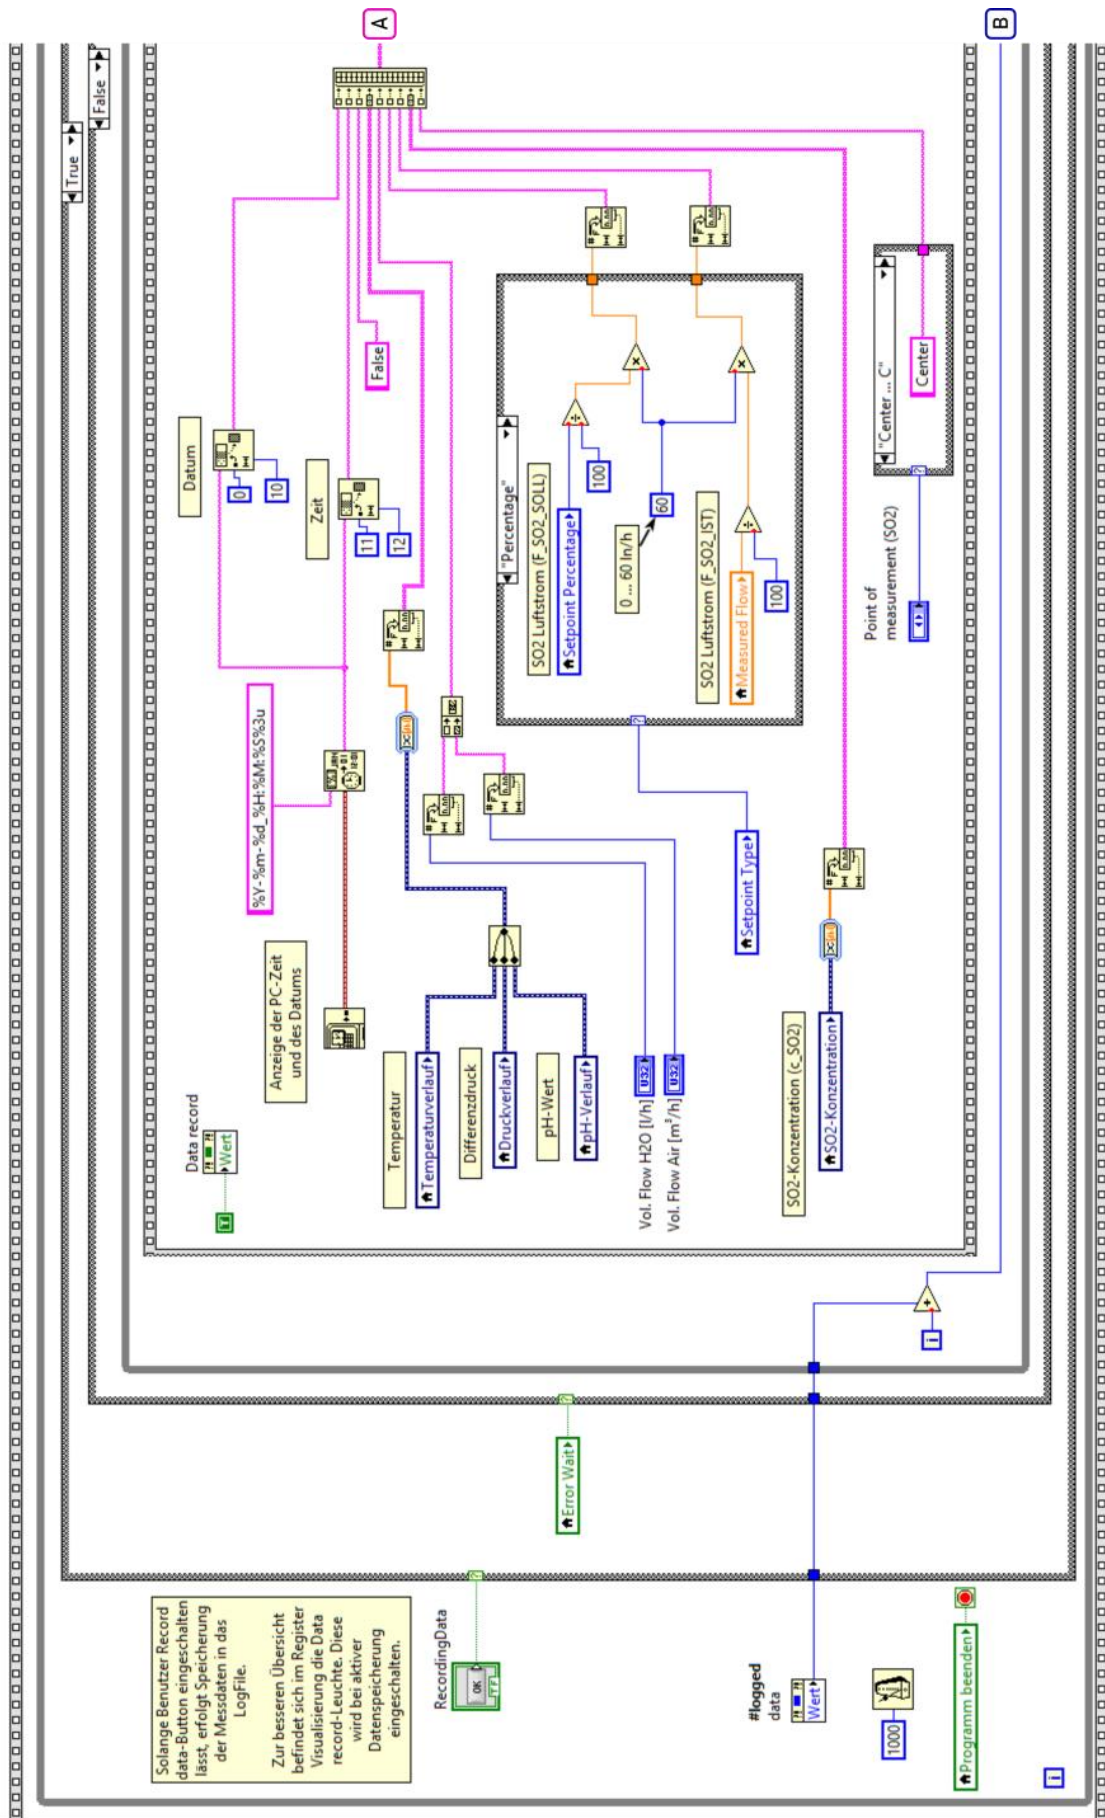 Solange Benutzer Record
data-Button eingeschalten
lässt, erfolgt Speicherung
der Messdaten in das
LogFile.
Zur besseren Übersicht
befindet sich im Register
Visualisierung die Data
record-Leuchte. Diese
wird bei aktiver
Datenspeicherung
eingeschalten.
RecordingData
OK
TF
#logged
data
Wert
1000
Programm beenden
i
True
Error Wait
False
i
Data record
Wert
T
Anzeige der PC-Zeit
und des Datums
%Y-%m-%d_%H:%M:%S%3u
Datum
0
10
Zeit
11
12
False
Temperatur
Temperaturverlauf
Differenzdruck
Druckverlauf
pH-Wert
pH-Verlauf
Vol. Flow H2O [l/h]
U32
Vol. Flow Air [m³/h]
U32
Setpoint Type
"Percentage"
SO2 Luftstrom (F_SO2_SOLL)
Setpoint Percentage
100
0 ... 60 ln/h
60
SO2 Luftstrom (F_SO2_IST)
Measured Flow
100
SO2-Konzentration (c_SO2)
SO2-Konzentration
Point of
measurement (SO2)
"Center ... C"
Center
A
B